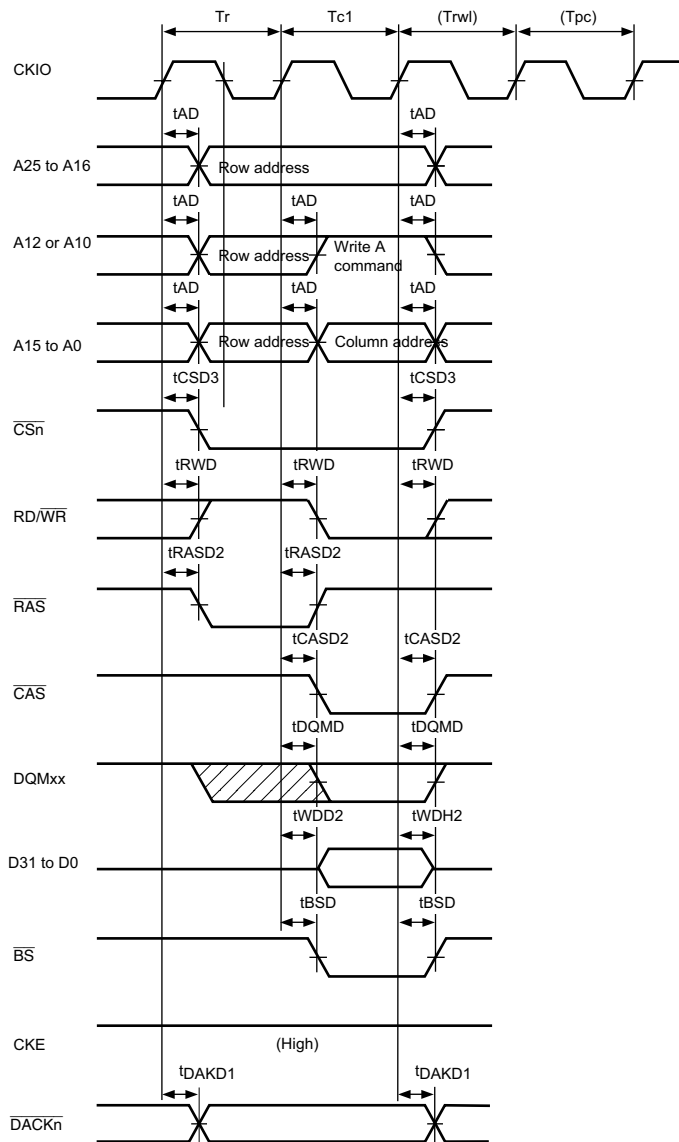 Tr Tc1 (Trwl) (Tpc)
CKIO
tAD tAD
A25 to A16 Row address
tAD tAD tAD
A12 or A10 Row address Write A command
tAD tAD tAD
A15 to A0 Row address Column address
tCSD3 tCSD3
CSn
tRWD tRWD tRWD
RD/WR
tRASD2 tRASD2
RAS
tCASD2 tCASD2
CAS
tDQMD tDQMD
DQMxx
tWDD2 tWDH2
D31 to D0
tBSD tBSD
BS
CKE (High)
tDAKD1 tDAKD1
DACKn